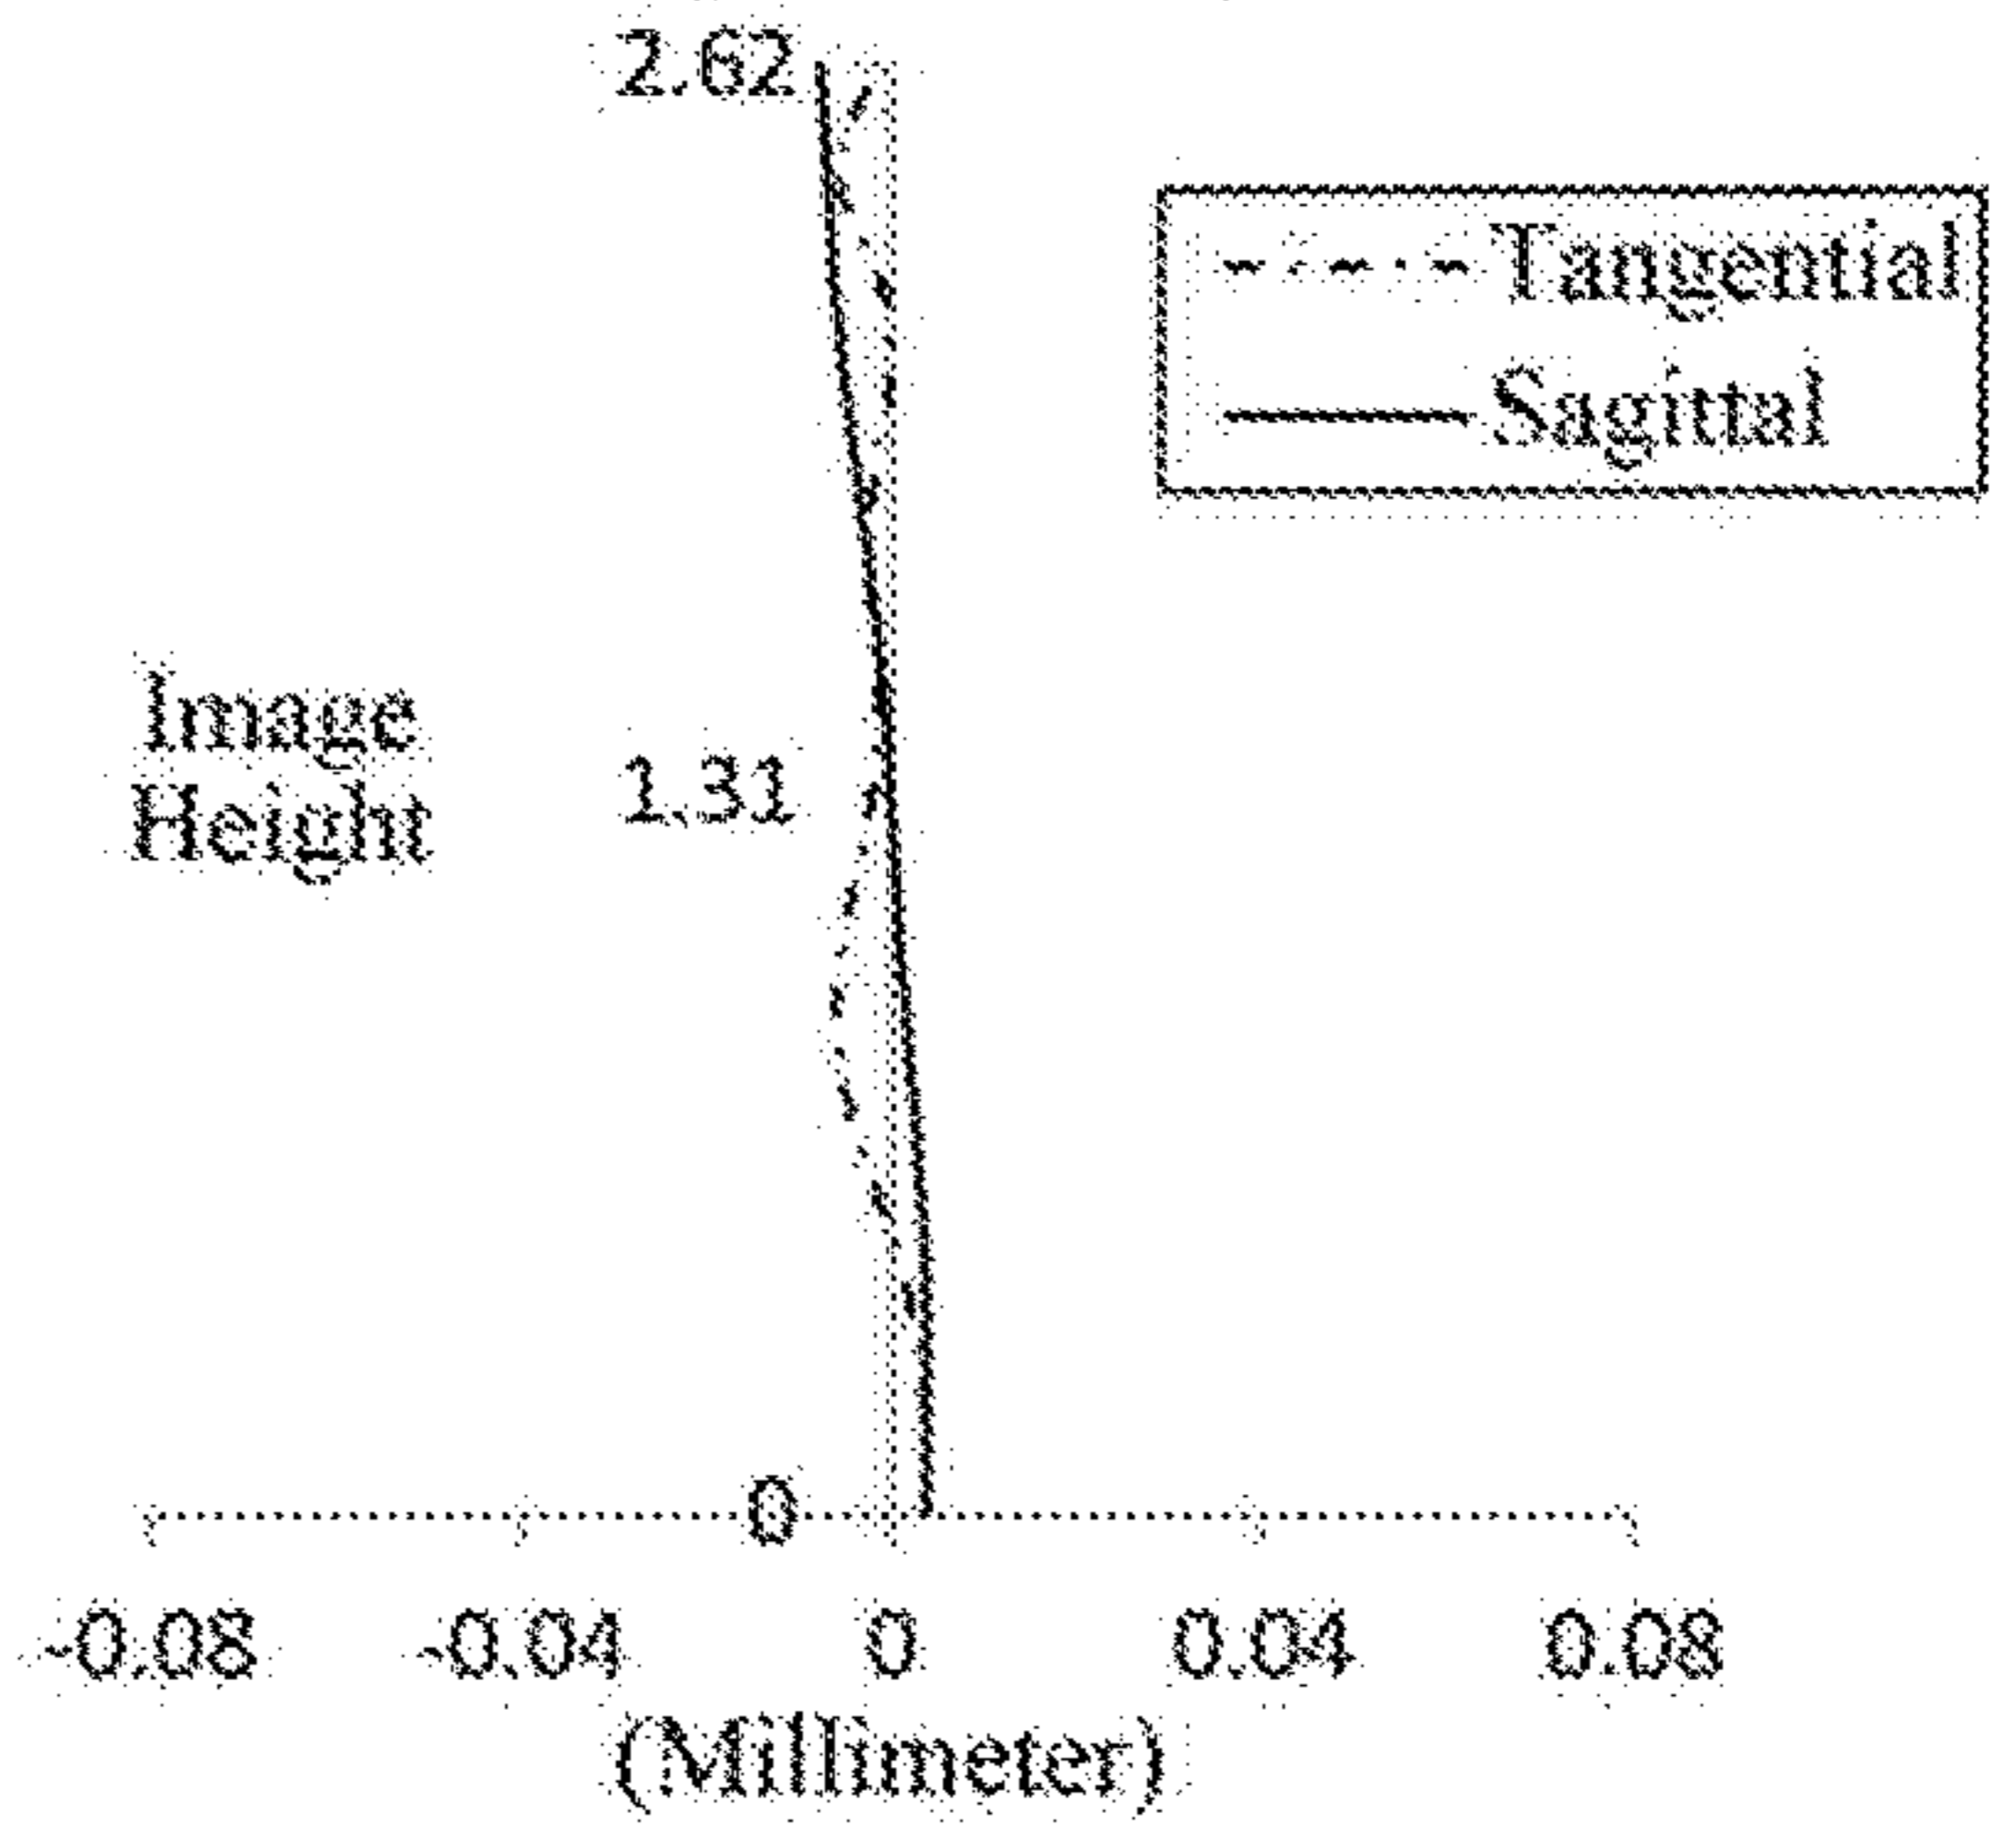 2.62
Tangential
Sagittal
Image
Height
1.31
0
-0.08 -0.04 0 0.04 0.08
(Millimeter)